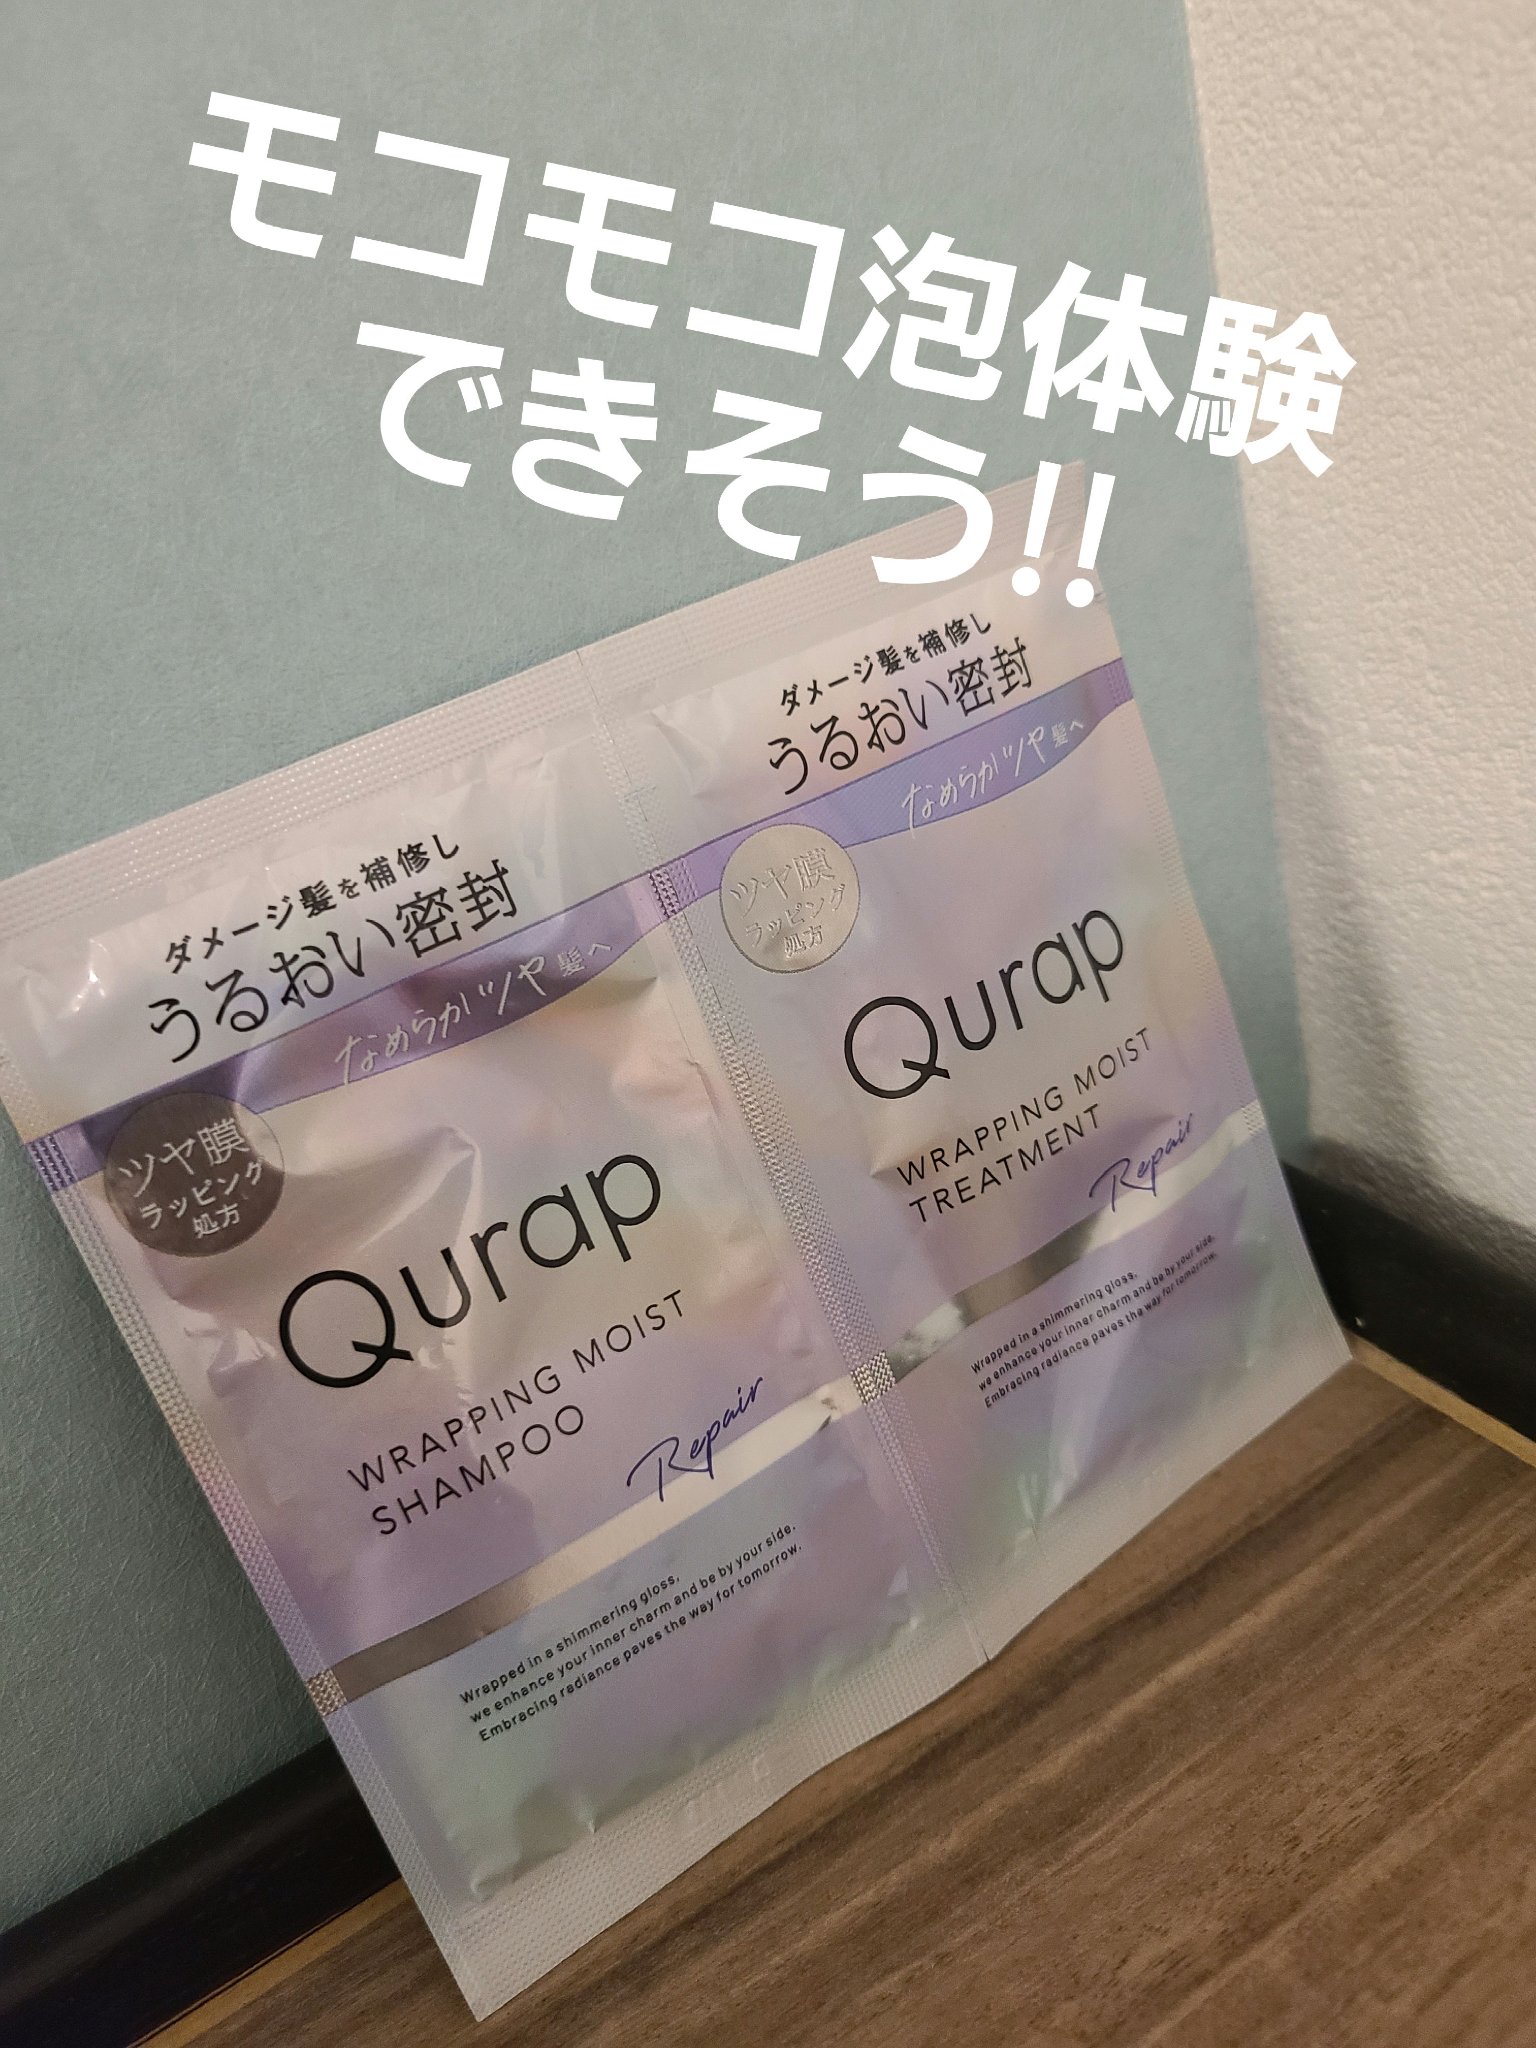 モコモコ泡体験
できそう!!
ダメージ髪を補修し
うるおい密封
なめらかツヤ髪へ
ツヤ膜
ラッピング
処方
Qurap
WRAPPING MOIST
SHAMPOO
Repair
Wrapped in a shimmering gloss,
we enhance your inner charm and be by your side.
Embracing radiance paves the way for tomorrow.
ダメージ髪を補修し
うるおい密封
なめらかツヤ髪へ
ツヤ膜
ラッピング
処方
Qurap
WRAPPING MOIST
TREATMENT
Repair
Wrapped in a shimmering gloss,
we enhance your inner charm and be by your side.
Embracing radiance paves the way for tomorrow.